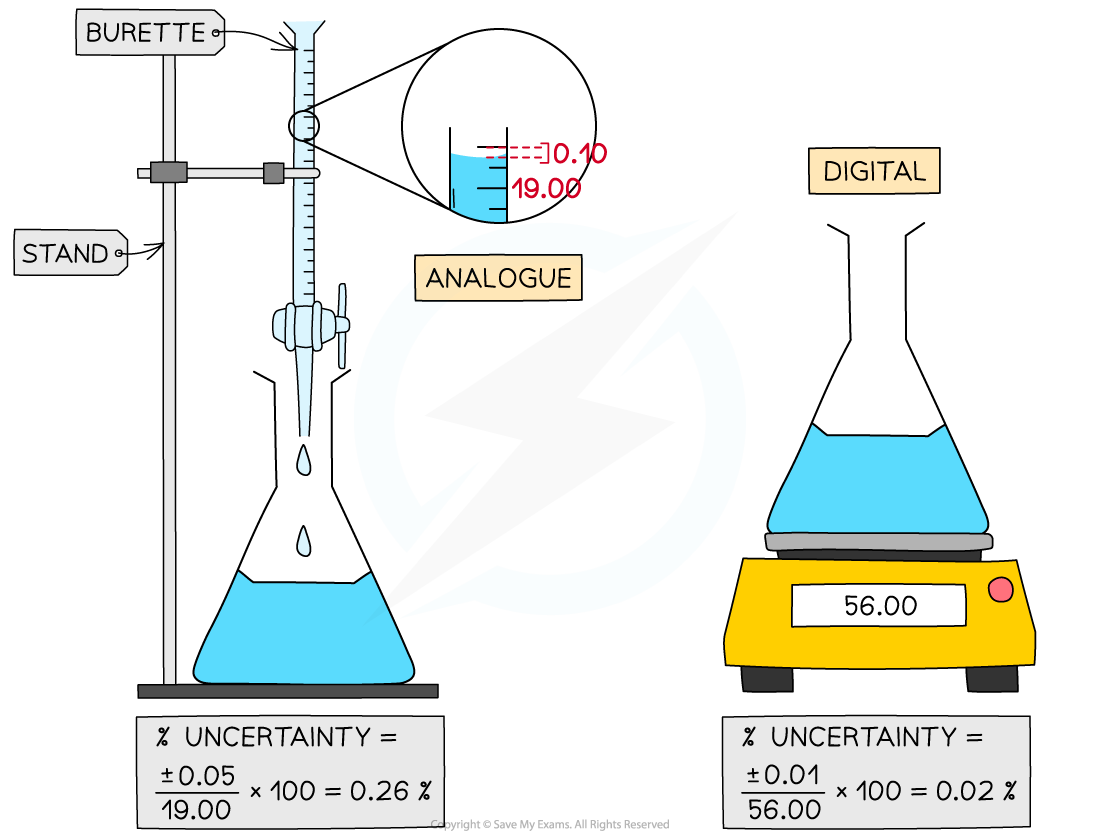 BURETTE
0.10
19.00
STAND
ANALOGUE
DIGITAL
56.00
% UNCERTAINTY =
±0.05
19.00
× 100 = 0.26 %
% UNCERTAINTY =
±0.01
56.00
× 100 = 0.02 %
Copyright © Save My Exams. All Rights Reserved